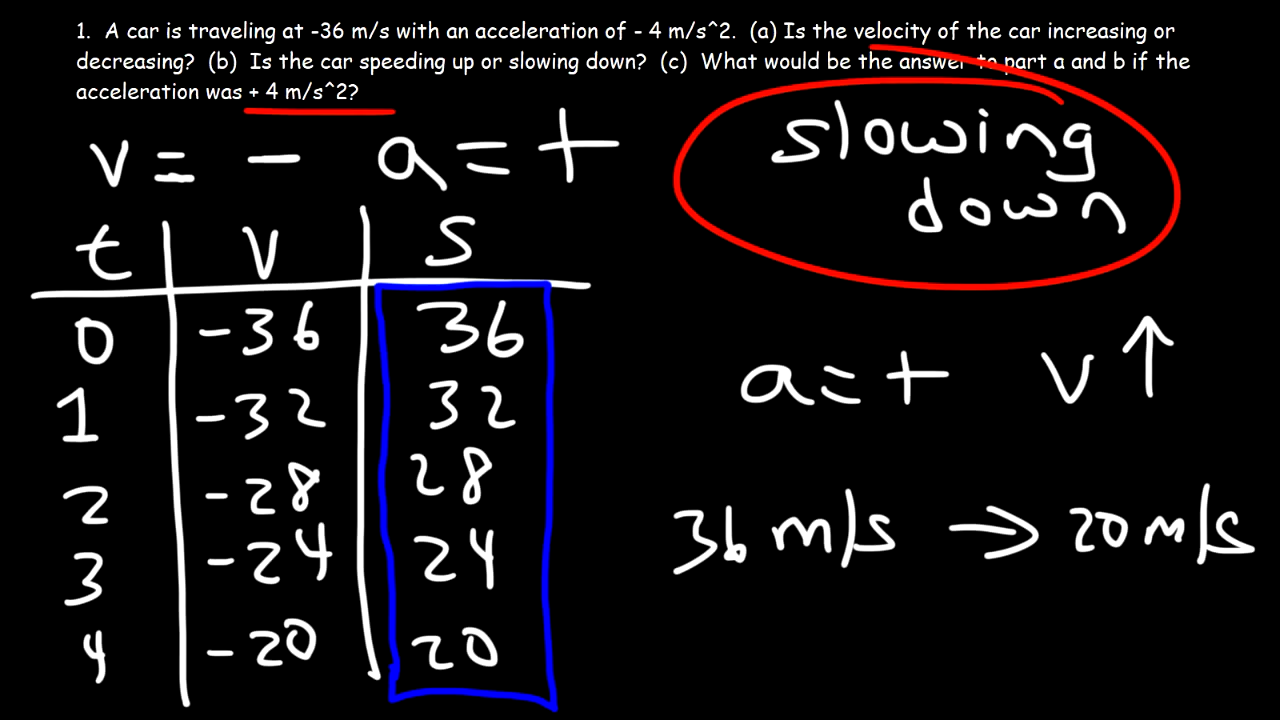 1. A car is traveling at -36 m/s with an acceleration of - 4 m/s^2. (a) Is the velocity of the car increasing or
decreasing? (b) Is the car speeding up or slowing down? (c) What would be the answer to part a and b if the
acceleration was + 4 m/s^2?
v = - a = +
slowing
down
t v s
0 -36 36
1 -32 32
2 -28 28
3 -24 24
4 -20 20
a = + v ↑
36 m/s → 20 m/s